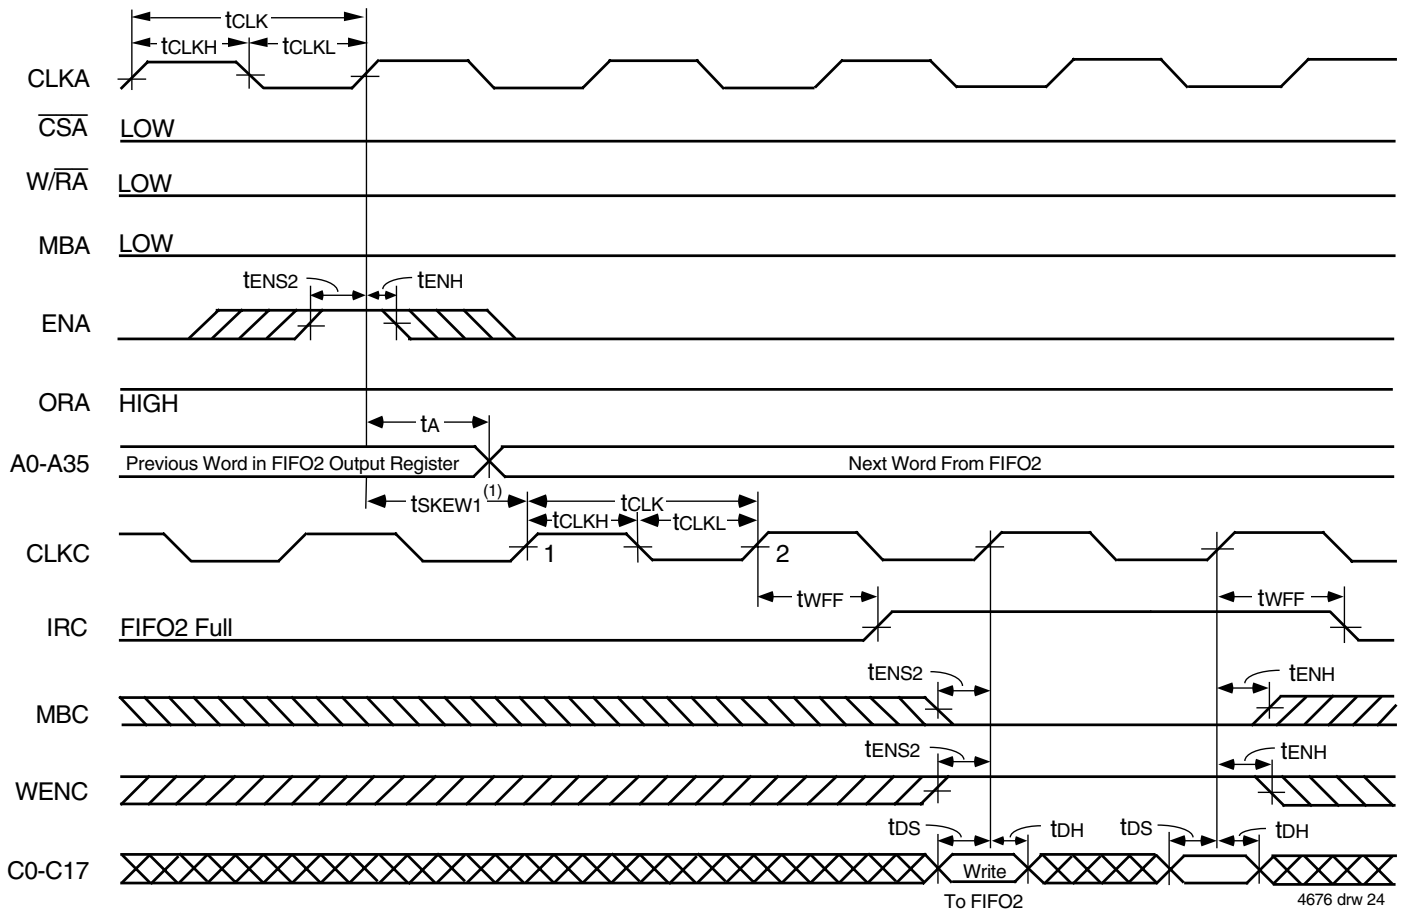 tCLK
tCLKH tCLKL
CLKA
CSA LOW
W/RA LOW
MBA LOW
tENS2 tENH
ENA
ORA HIGH
tA
A0-A35 Previous Word in FIFO2 Output Register Next Word From FIFO2
tSKEW1 (1) tCLK
tCLKH tCLKL
CLKC 1 2
tWFF tWFF
IRC FIFO2 Full
tENS2 tENH
MBC
tENS2 tENH
WENC
tDS tDH tDS tDH
C0-C17 Write
To FIFO2 4676 drw 24